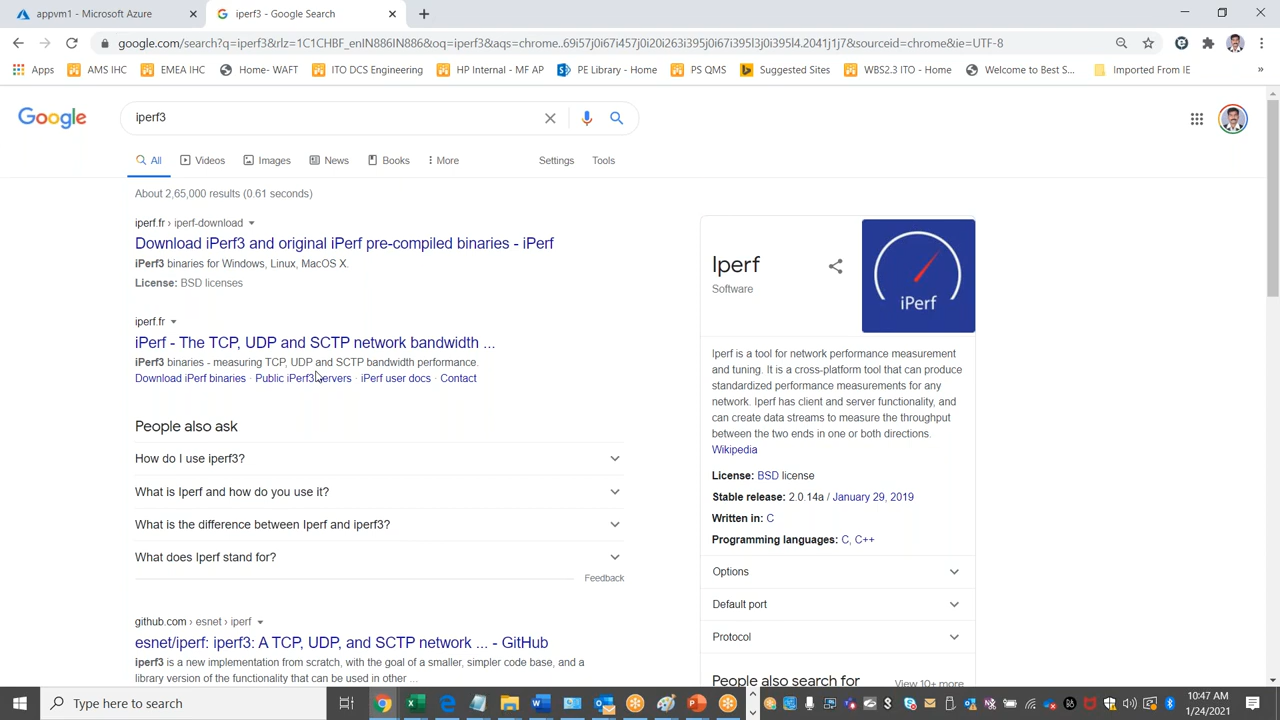 appvm1 - Microsoft Azure
iperf3 - Google Search
google.com/search?q=iperf3&rlz=1C1CHBF_enIN886IN886&oq=iperf3&aqs=chrome..69i57j0i67i457j0i20i263i395j0i67i395l3j0i395l4.2041j1j7&sourceid=chrome&ie=UTF-8
Apps
AMS IHC
EMEA IHC
Home- WAFT
ITO DCS Engineering
HP Internal - MF AP
PE Library - Home
PS QMS
Suggested Sites
WBS2.3 ITO - Home
Welcome to Best S...
Imported From IE
»
Google
iperf3
All
Videos
Images
News
Books
More
Settings
Tools
About 2,65,000 results (0.61 seconds)
iperf.fr › iperf-download
Download iPerf3 and original iPerf pre-compiled binaries - iPerf
iPerf3 binaries for Windows, Linux, MacOS X.
License: BSD licenses
iperf.fr
iPerf - The TCP, UDP and SCTP network bandwidth ...
iPerf3 binaries - measuring TCP, UDP and SCTP bandwidth performance.
Download iPerf binaries · Public iPerf3 servers · iPerf user docs · Contact
People also ask
How do I use iperf3?
What is Iperf and how do you use it?
What is the difference between Iperf and iperf3?
What does Iperf stand for?
Feedback
github.com › esnet › iperf
esnet/iperf: iperf3: A TCP, UDP, and SCTP network ... - GitHub
iperf3 is a new implementation from scratch, with the goal of a smaller, simpler code base, and a
library version of the functionality that can be used in other ...
Iperf
Software
iPerf
Iperf is a tool for network performance measurement
and tuning. It is a cross-platform tool that can produce
standardized performance measurements for any
network. Iperf has client and server functionality, and
can create data streams to measure the throughput
between the two ends in one or both directions.
Wikipedia
License: BSD license
Stable release: 2.0.14a / January 29, 2019
Written in: C
Programming languages: C, C++
Options
Default port
Protocol
People also search for
View 10+ more
Type here to search
10:47 AM
1/24/2021